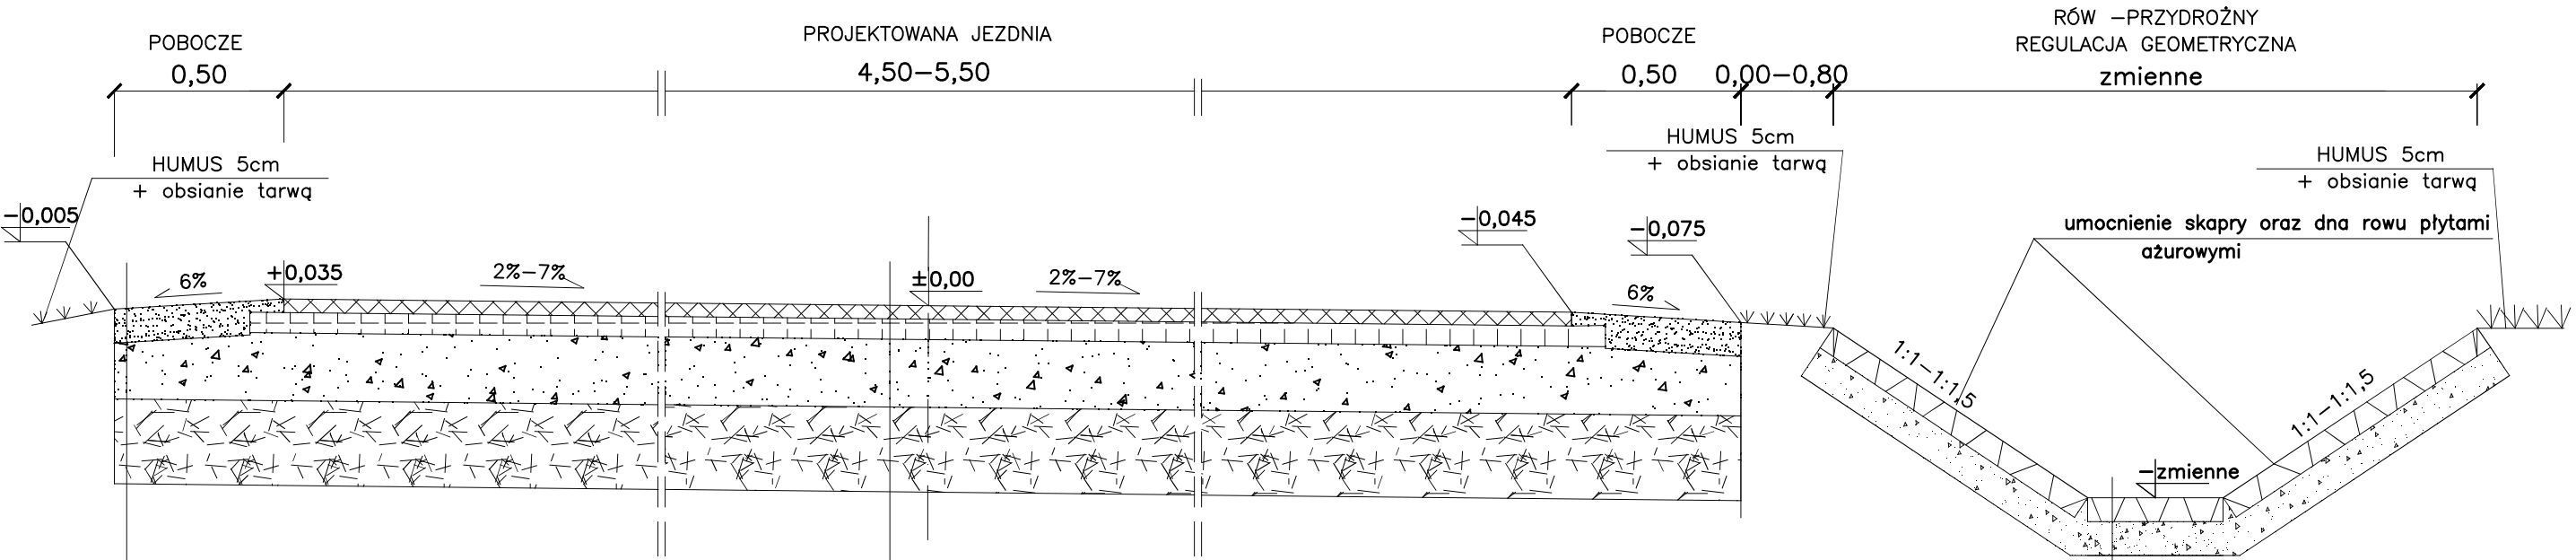 POBOCZE
0,50
PROJEKTOWANA JEZDNIA
4,50-5,50
POBOCZE
0,50
0,00-0,80
RÓW -PRZYDROŻNY
REGULACJA GEOMETRYCZNA
zmienne
HUMUS 5cm
+ obsianie tarwą
HUMUS 5cm
+ obsianie tarwą
HUMUS 5cm
+ obsianie tarwą
-0,005
6%
+0,035
2%-7%
±0,00
2%-7%
-0,045
6%
-0,075
umocnienie skapry oraz dna rowu płytami
ażurowymi
1:1-1:1,5
1:1-1:1,5
-zmienne